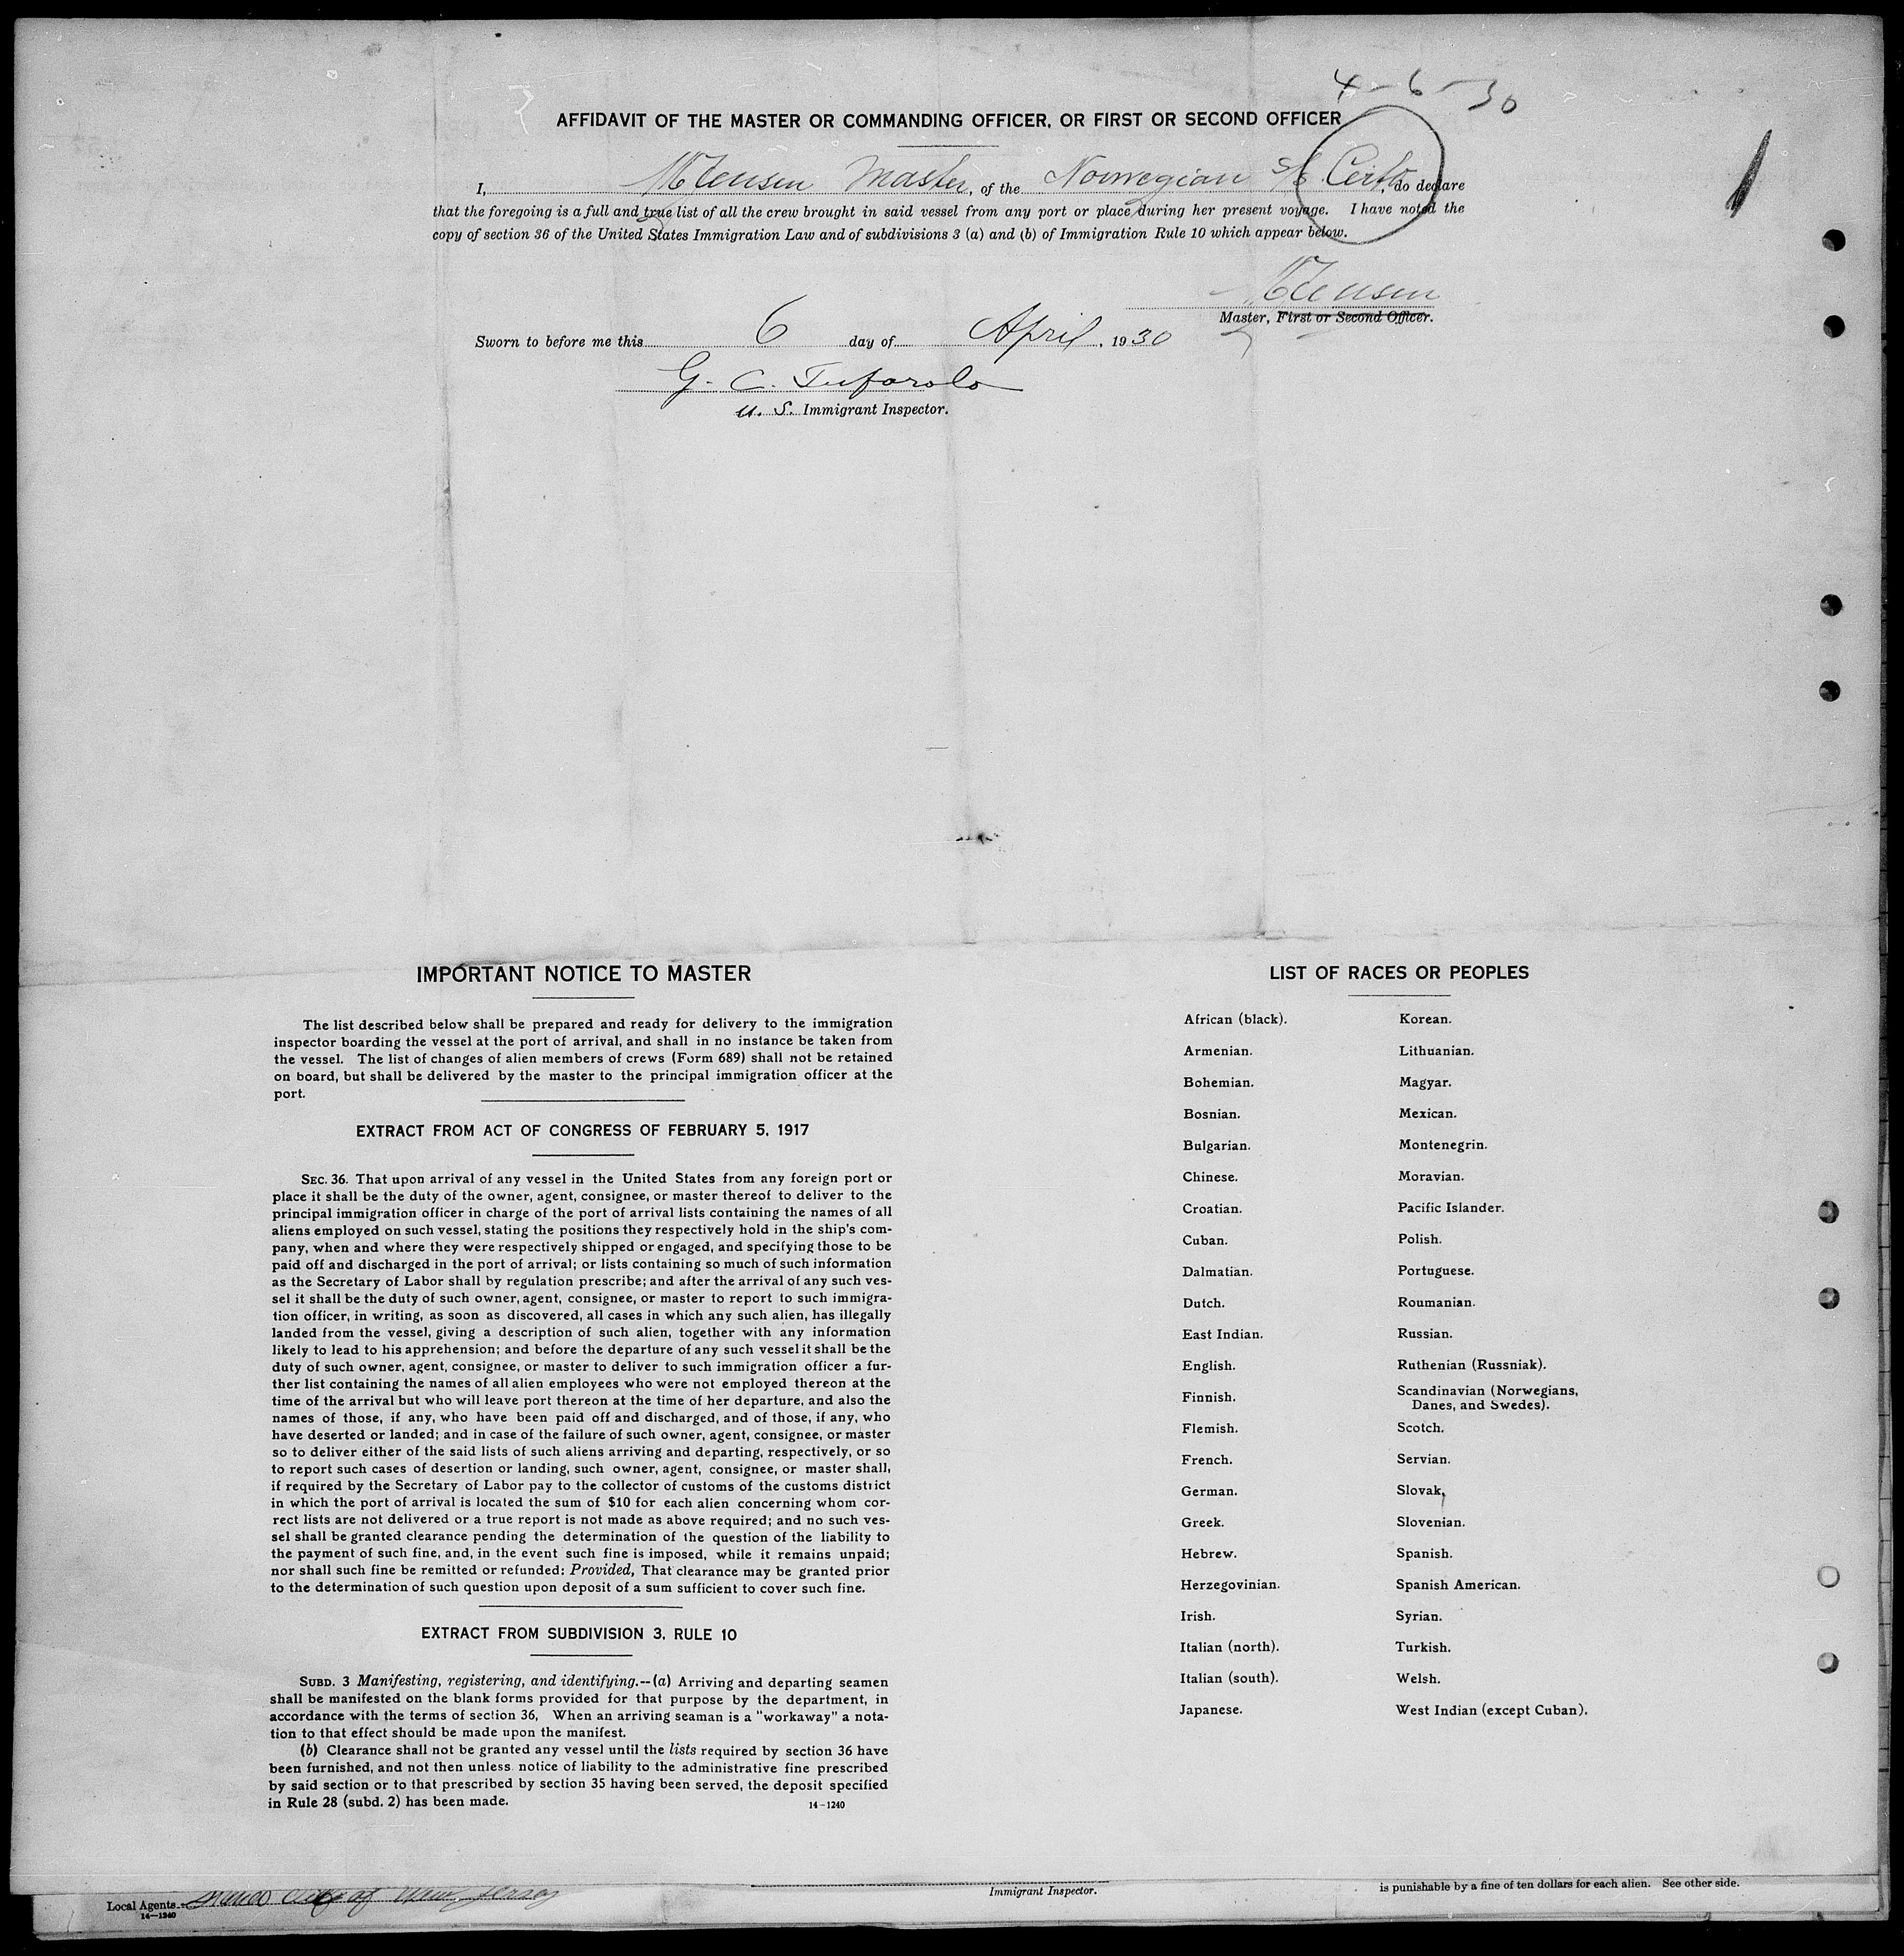 4-6-30
AFFIDAVIT OF THE MASTER OR COMMANDING OFFICER, OR FIRST OR SECOND OFFICER
1
I, Master, of the Norwegian S/S , do declare
that the foregoing is a full and true list of all the crew brought in said vessel from any port or place during her present voyage. I have noted the
copy of section 36 of the United States Immigration Law and of subdivisions 3 (a) and (b) of Immigration Rule 10 which appear below.
Master, First or Second Officer.
Sworn to before me this 6 day of April, 1930
G. C. Tufarolo
U. S. Immigrant Inspector.
IMPORTANT NOTICE TO MASTER
The list described below shall be prepared and ready for delivery to the immigration
inspector boarding the vessel at the port of arrival, and shall in no instance be taken from
the vessel. The list of changes of alien members of crews (Form 689) shall not be retained
on board, but shall be delivered by the master to the principal immigration officer at the
port.
EXTRACT FROM ACT OF CONGRESS OF FEBRUARY 5, 1917
SEC. 36. That upon arrival of any vessel in the United States from any foreign port or
place it shall be the duty of the owner, agent, consignee, or master thereof to deliver to the
principal immigration officer in charge of the port of arrival lists containing the names of all
aliens employed on such vessel, stating the positions they respectively hold in the ship's com-
pany, when and where they were respectively shipped or engaged, and specifying those to be
paid off and discharged in the port of arrival; or lists containing so much of such information
as the Secretary of Labor shall by regulation prescribe; and after the arrival of any such ves-
sel it shall be the duty of such owner, agent, consignee, or master to report to such immigra-
tion officer, in writing, as soon as discovered, all cases in which any such alien, has illegally
landed from the vessel, giving a description of such alien, together with any information
likely to lead to his apprehension; and before the departure of any such vessel it shall be the
duty of such owner, agent, consignee, or master to deliver to such immigration officer a fur-
ther list containing the names of all alien employees who were not employed thereon at the
time of the arrival but who will leave port thereon at the time of her departure, and also the
names of those, if any, who have been paid off and discharged, and of those, if any, who
have deserted or landed; and in case of the failure of such owner, agent, consignee, or master
so to deliver either of the said lists of such aliens arriving and departing, respectively, or so
to report such cases of desertion or landing, such owner, agent, consignee, or master shall,
if required by the Secretary of Labor pay to the collector of customs of the customs district
in which the port of arrival is located the sum of $10 for each alien concerning whom cor-
rect lists are not delivered or a true report is not made as above required; and no such ves-
sel shall be granted clearance pending the determination of the question of the liability to
the payment of such fine, and, in the event such fine is imposed, while it remains unpaid;
nor shall such fine be remitted or refunded: Provided, That clearance may be granted prior
to the determination of such question upon deposit of a sum sufficient to cover such fine.
EXTRACT FROM SUBDIVISION 3, RULE 10
SUBD. 3 Manifesting, registering, and identifying.--(a) Arriving and departing seamen
shall be manifested on the blank forms provided for that purpose by the department, in
accordance with the terms of section 36, When an arriving seaman is a "workaway" a nota-
tion to that effect should be made upon the manifest.
(b) Clearance shall not be granted any vessel until the lists required by section 36 have
been furnished, and not then unless notice of liability to the administrative fine prescribed
by said section or to that prescribed by section 35 having been served, the deposit specified
in Rule 28 (subd. 2) has been made.
14-1240
LIST OF RACES OR PEOPLES
African (black).
Armenian.
Bohemian.
Bosnian.
Bulgarian.
Chinese.
Croatian.
Cuban.
Dalmatian.
Dutch.
East Indian.
English.
Finnish.
Flemish.
French.
German.
Greek.
Hebrew.
Herzegovinian.
Irish.
Italian (north).
Italian (south).
Japanese.
Korean.
Lithuanian.
Magyar.
Mexican.
Montenegrin.
Moravian.
Pacific Islander.
Polish.
Portuguese.
Roumanian.
Russian.
Ruthenian (Russniak).
Scandinavian (Norwegians,
Danes, and Swedes).
Scotch.
Servian.
Slovak.
Slovenian.
Spanish.
Spanish American.
Syrian.
Turkish.
Welsh.
West Indian (except Cuban).
Local Agents of New Jersey
14-1240
Immigrant Inspector.
is punishable by a fine of ten dollars for each alien. See other side.